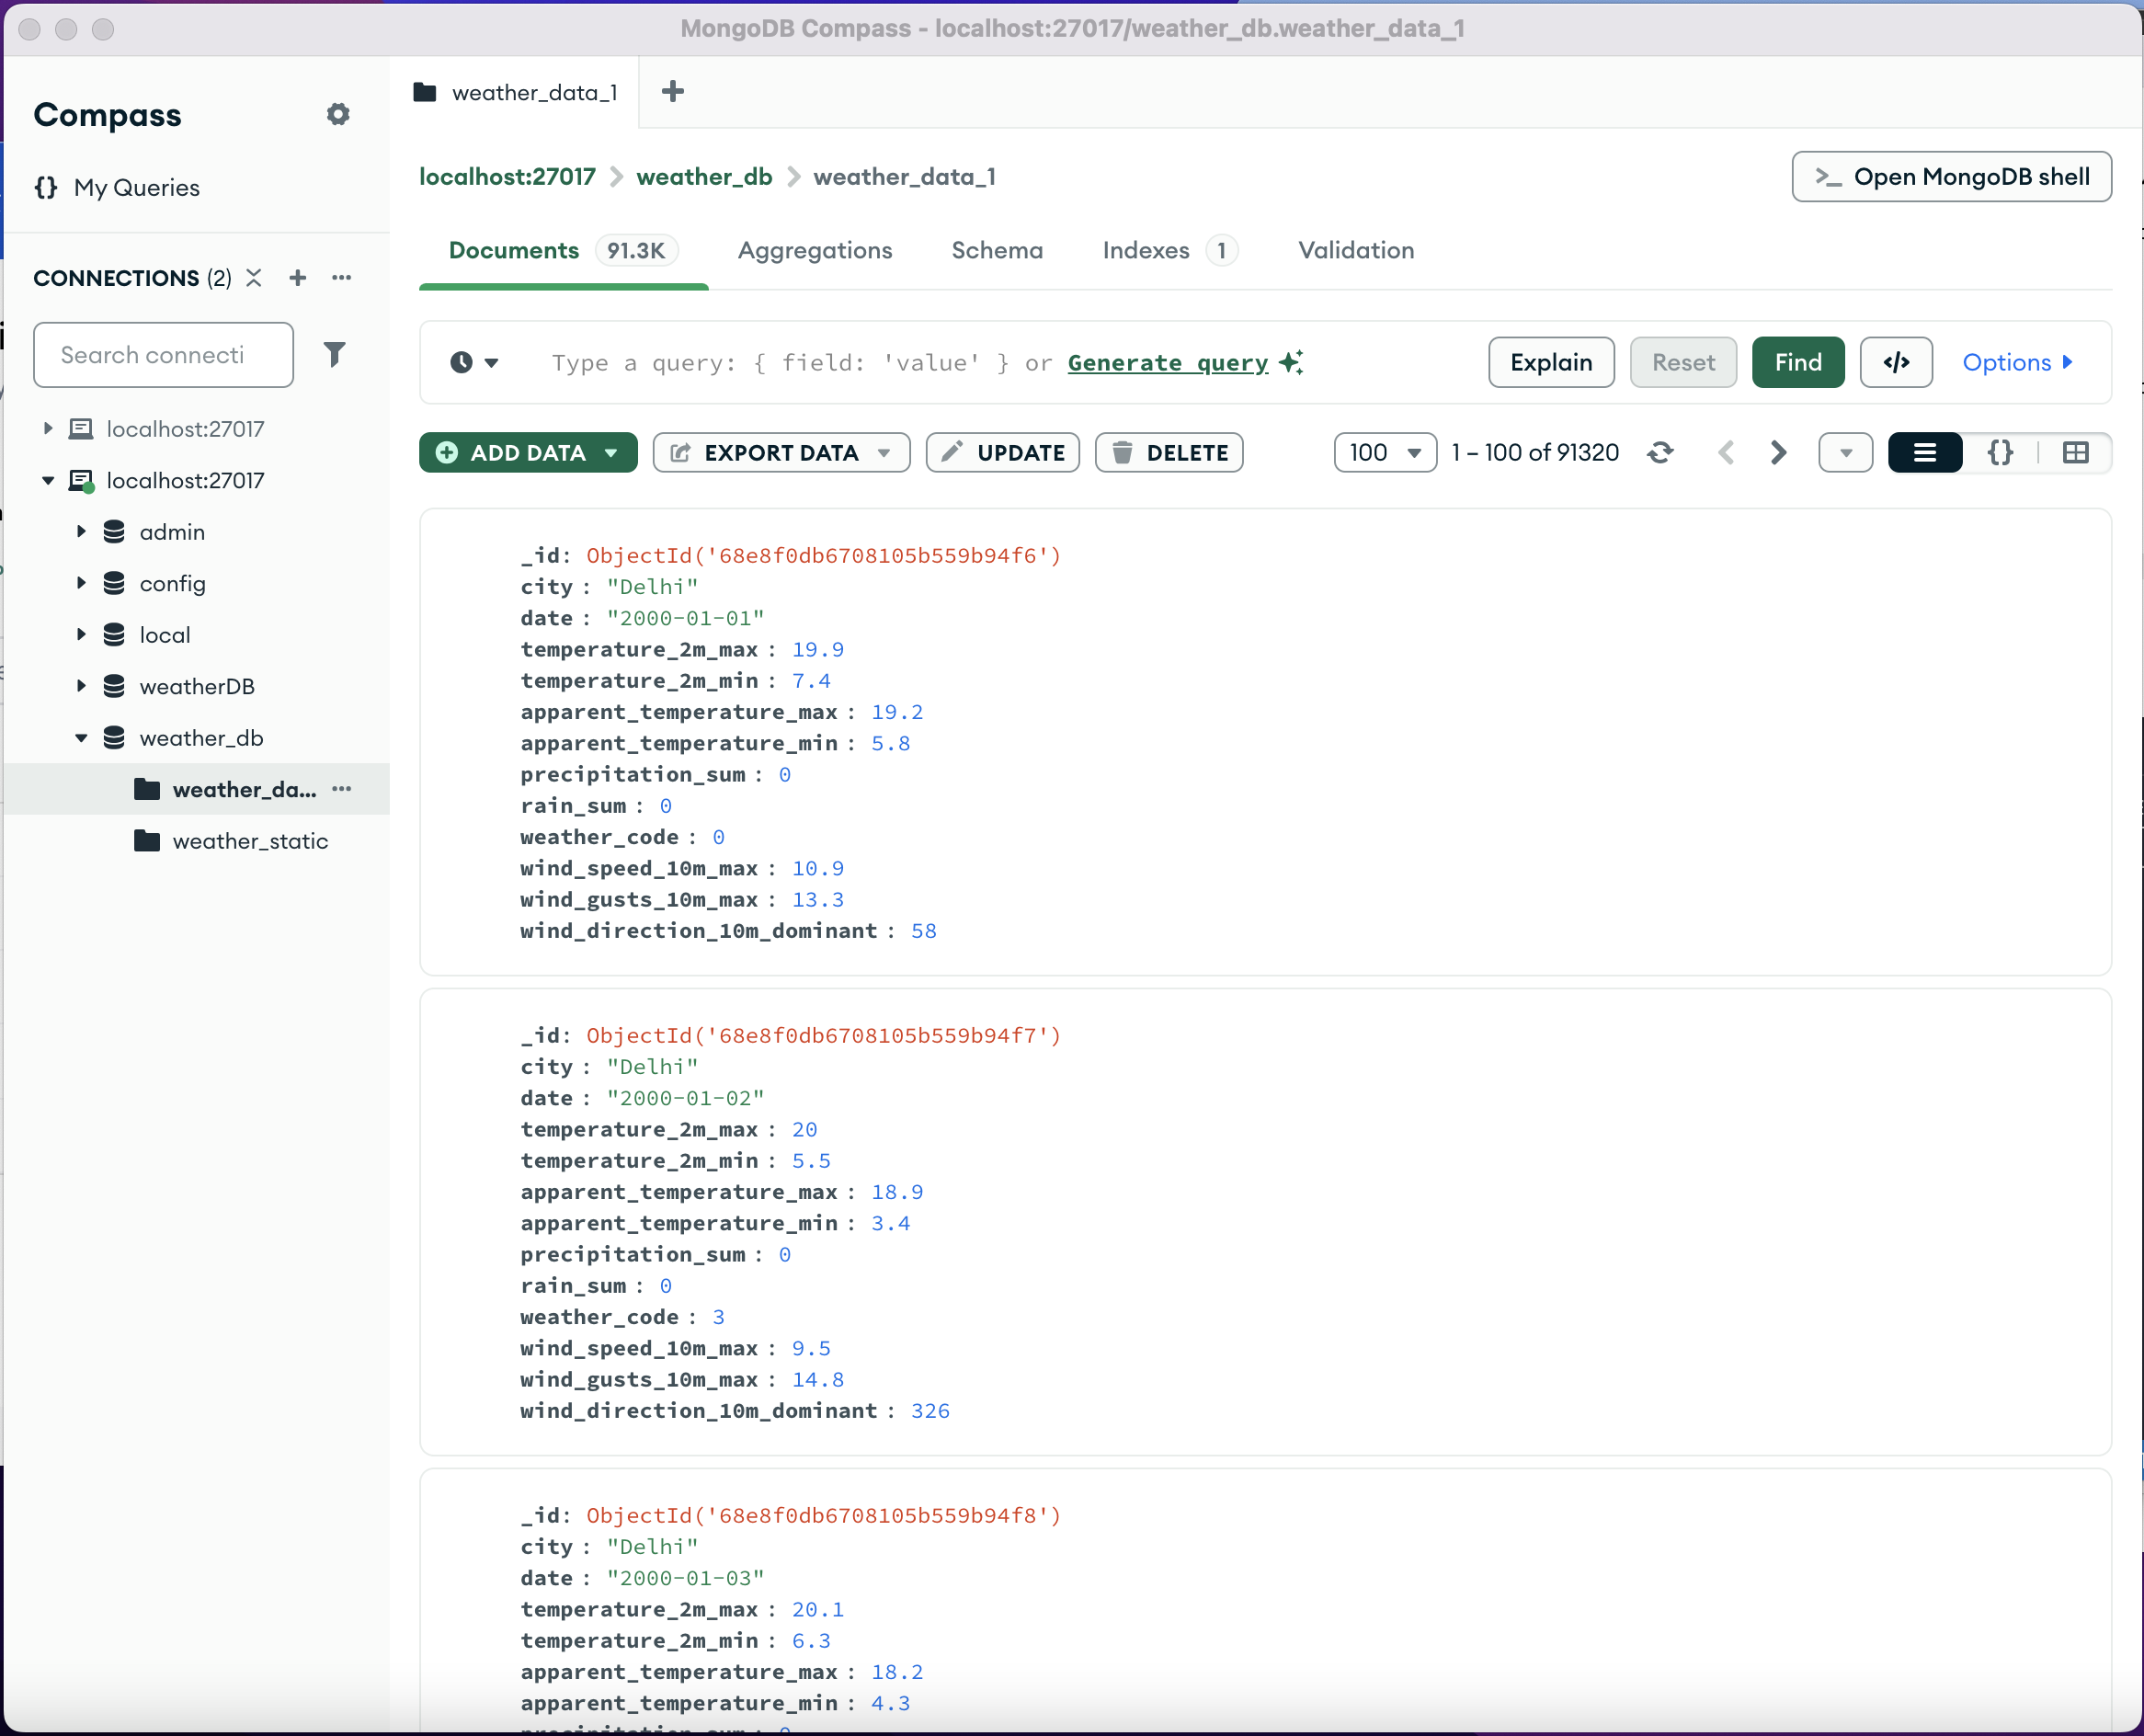 MongoDB Compass - localhost:27017/weather_db.weather_data_1
Compass
My Queries
CONNECTIONS (2)
Search connecti
localhost:27017
localhost:27017
admin
config
local
weatherDB
weather_db
weather_da...
weather_static
weather_data_1
localhost:27017 > weather_db > weather_data_1
>_ Open MongoDB shell
Documents 91.3K Aggregations Schema Indexes 1 Validation
Type a query: { field: 'value' } or Generate query
Explain Reset Find </> Options
ADD DATA EXPORT DATA UPDATE DELETE 100 1 – 100 of 91320 {}
_id: ObjectId('68e8f0db6708105b559b94f6')
city : "Delhi"
date : "2000-01-01"
temperature_2m_max : 19.9
temperature_2m_min : 7.4
apparent_temperature_max : 19.2
apparent_temperature_min : 5.8
precipitation_sum : 0
rain_sum : 0
weather_code : 0
wind_speed_10m_max : 10.9
wind_gusts_10m_max : 13.3
wind_direction_10m_dominant : 58
_id: ObjectId('68e8f0db6708105b559b94f7')
city : "Delhi"
date : "2000-01-02"
temperature_2m_max : 20
temperature_2m_min : 5.5
apparent_temperature_max : 18.9
apparent_temperature_min : 3.4
precipitation_sum : 0
rain_sum : 0
weather_code : 3
wind_speed_10m_max : 9.5
wind_gusts_10m_max : 14.8
wind_direction_10m_dominant : 326
_id: ObjectId('68e8f0db6708105b559b94f8')
city : "Delhi"
date : "2000-01-03"
temperature_2m_max : 20.1
temperature_2m_min : 6.3
apparent_temperature_max : 18.2
apparent_temperature_min : 4.3